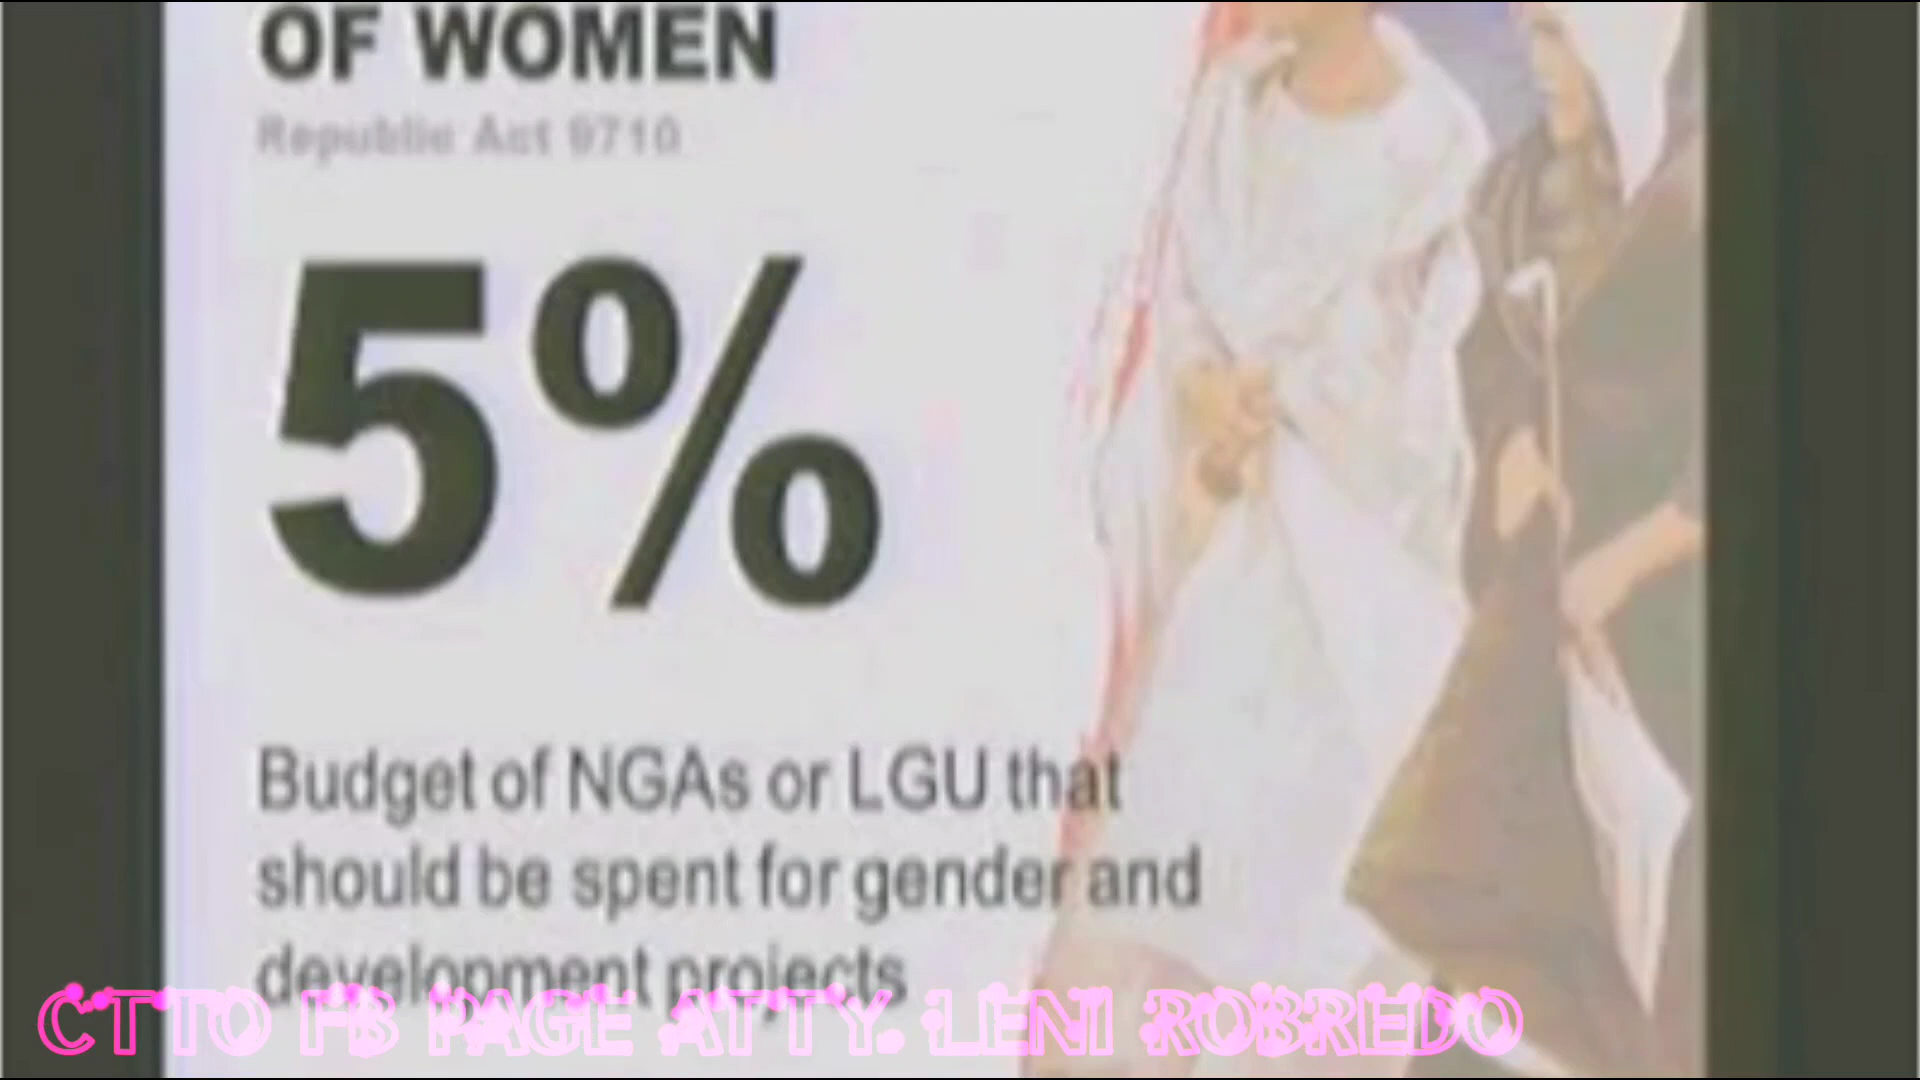 OF WOMEN
Republic Act 9710
5%
Budget of NGAs or LGU that
should be spent for gender and
development projects
CTTO FB PAGE ATTY. LENI ROBREDO